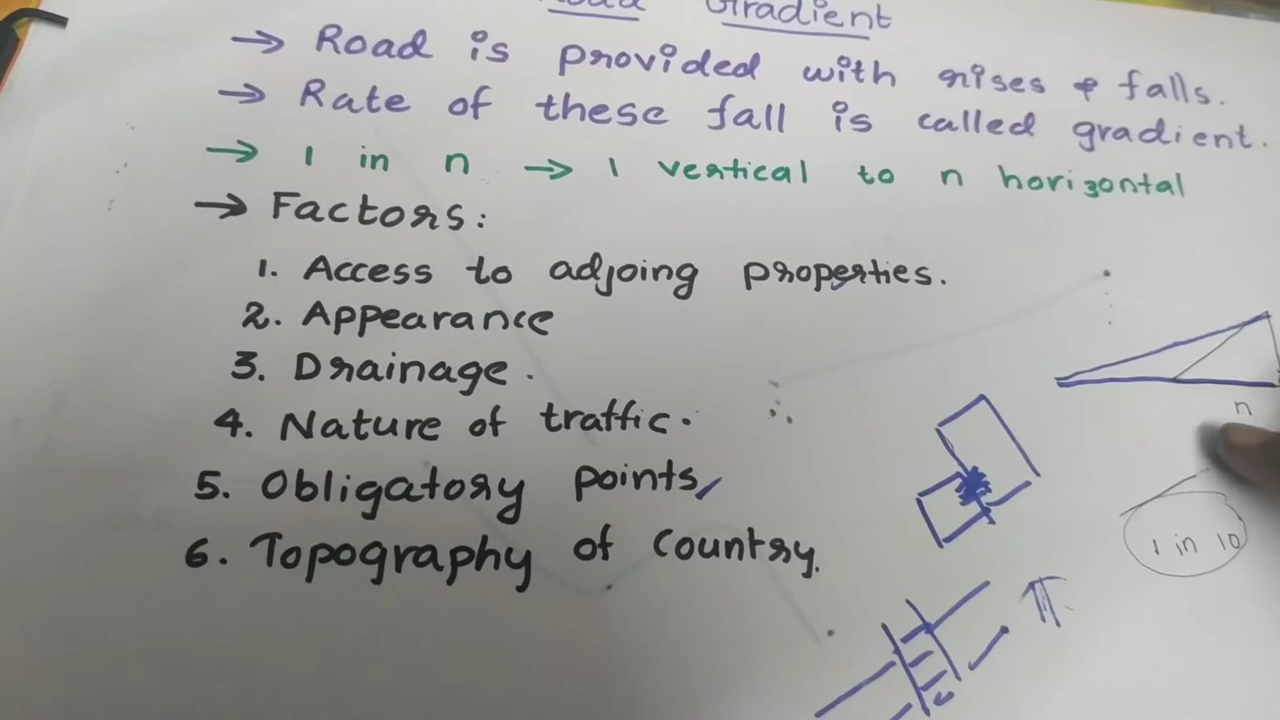 Road Gradient
→ Road is provided with rises & falls.
→ Rate of these fall is called gradient.
→ 1 in n → 1 vertical to n horizontal
→ Factors:
1. Access to adjoing properties.
2. Appearance
3. Drainage.
4. Nature of traffic.
5. Obligatory points
6. Topography of country.
n
1 in 10